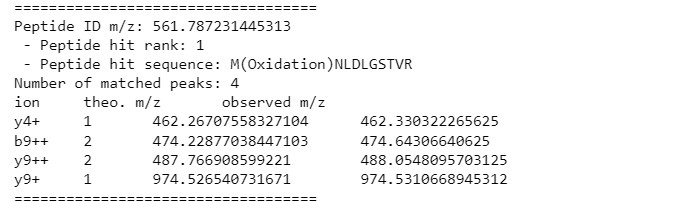 ===================================
Peptide ID m/z: 561.787231445313
- Peptide hit rank: 1
- Peptide hit sequence: M(Oxidation)NLDLGSTVR
Number of matched peaks: 4
ion theo. m/z observed m/z
y4+ 1 462.26707558327104 462.330322265625
b9++ 2 474.22877038447103 474.64306640625
y9++ 2 487.766908599221 488.0548095703125
y9+ 1 974.526540731671 974.5310668945312
===================================